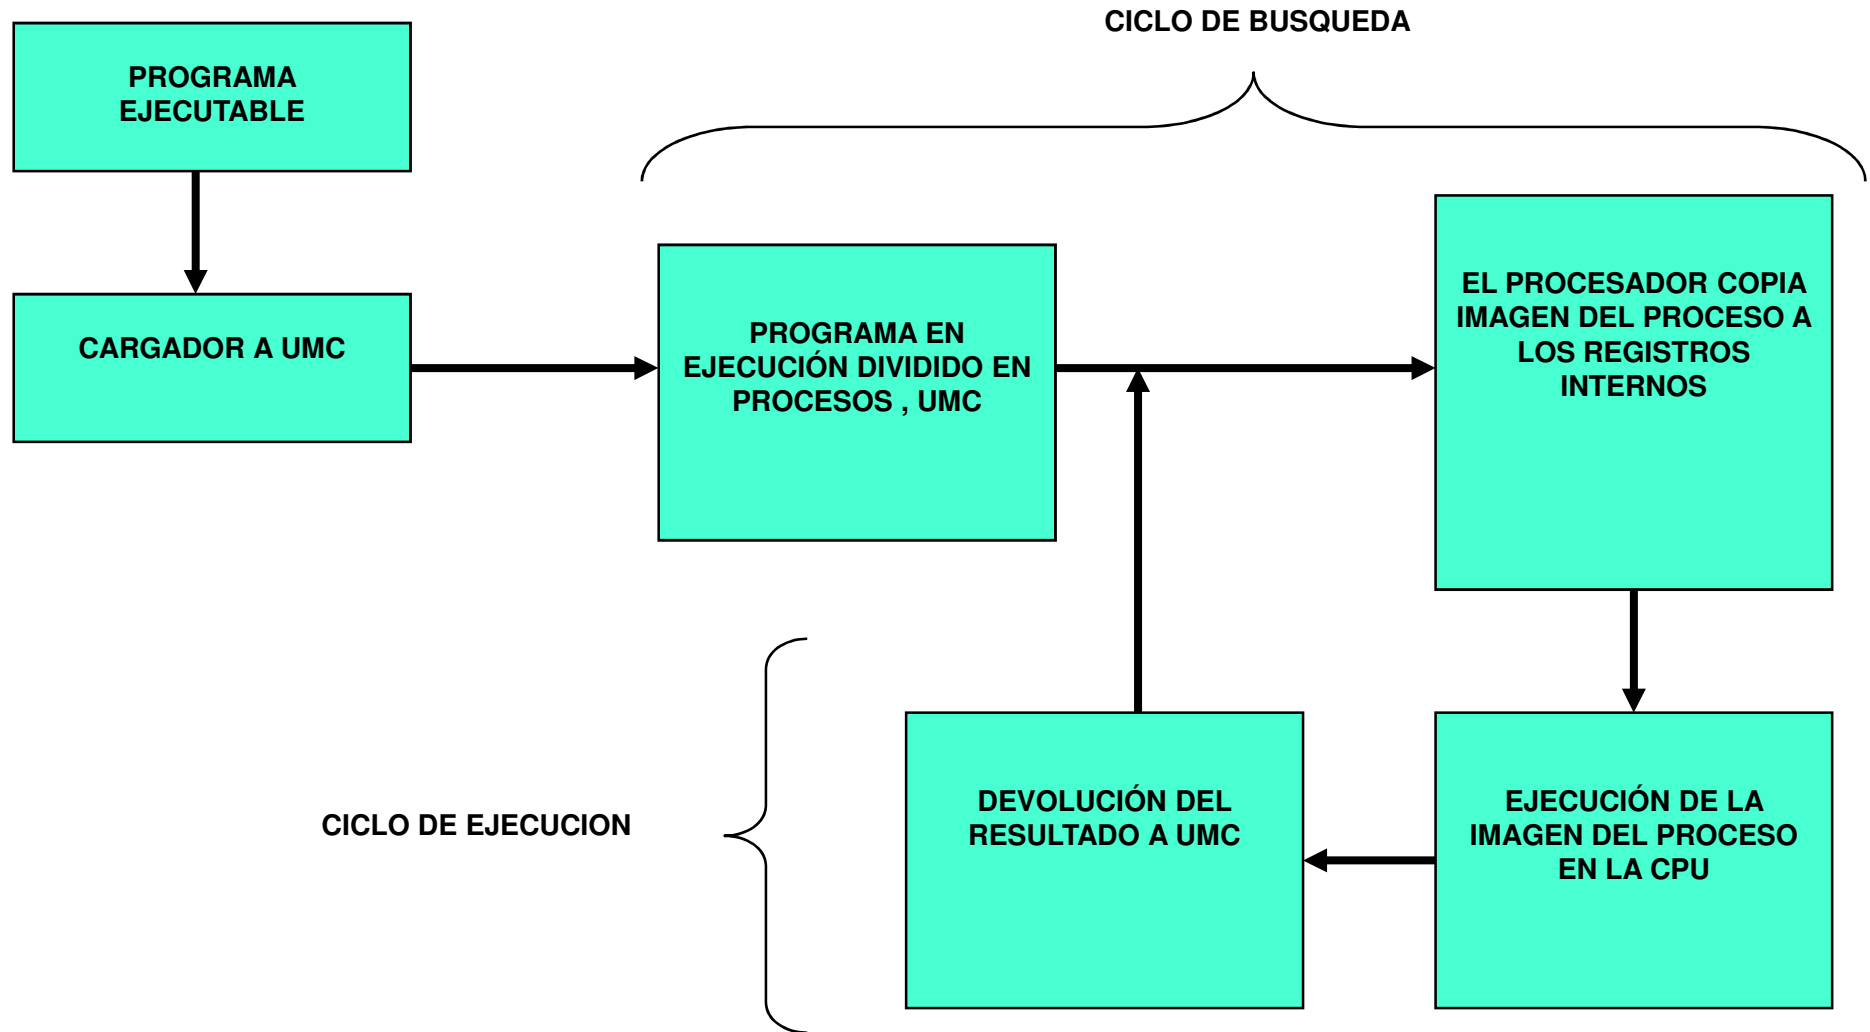 CICLO DE BUSQUEDA
PROGRAMA
EJECUTABLE
CARGADOR A UMC
PROGRAMA EN
EJECUCIÓN DIVIDIDO EN
PROCESOS , UMC
EL PROCESADOR COPIA
IMAGEN DEL PROCESO A
LOS REGISTROS
INTERNOS
CICLO DE EJECUCION
DEVOLUCIÓN DEL
RESULTADO A UMC
EJECUCIÓN DE LA
IMAGEN DEL PROCESO
EN LA CPU